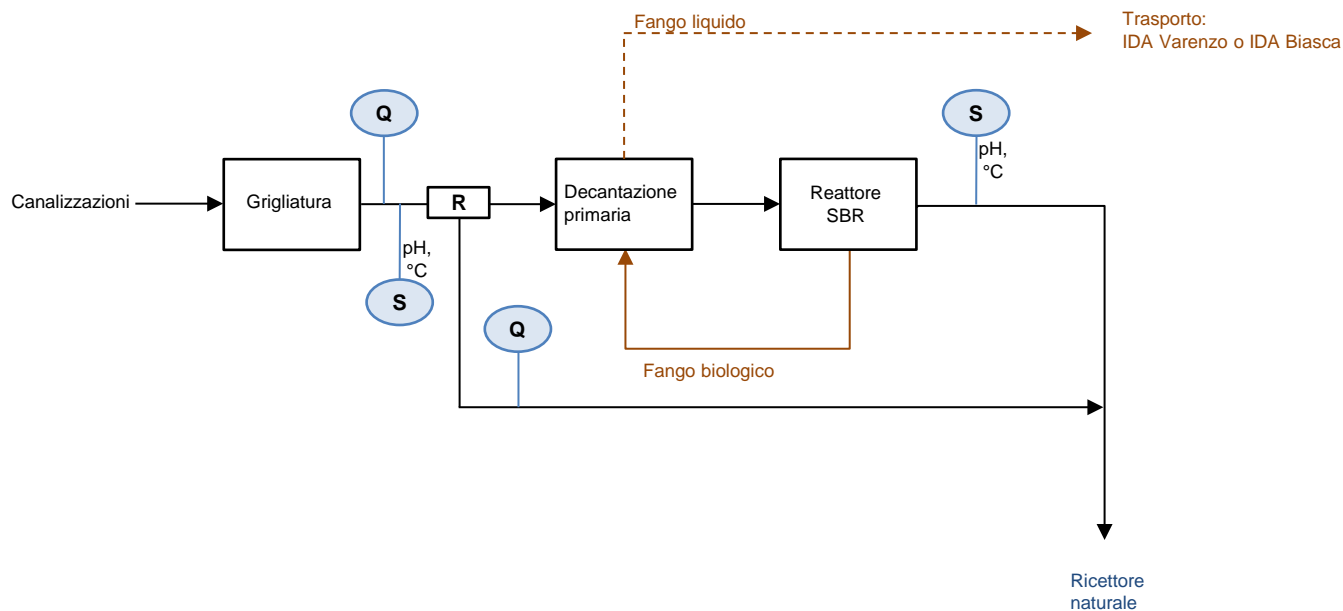 Fango liquido
Trasporto:
IDA Varenzo o IDA Biasca
Q
S
pH,
°C
Canalizzazioni
Grigliatura
R
Decantazione
primaria
Reattore
SBR
pH,
°C
S
Q
Fango biologico
Ricettore
naturale